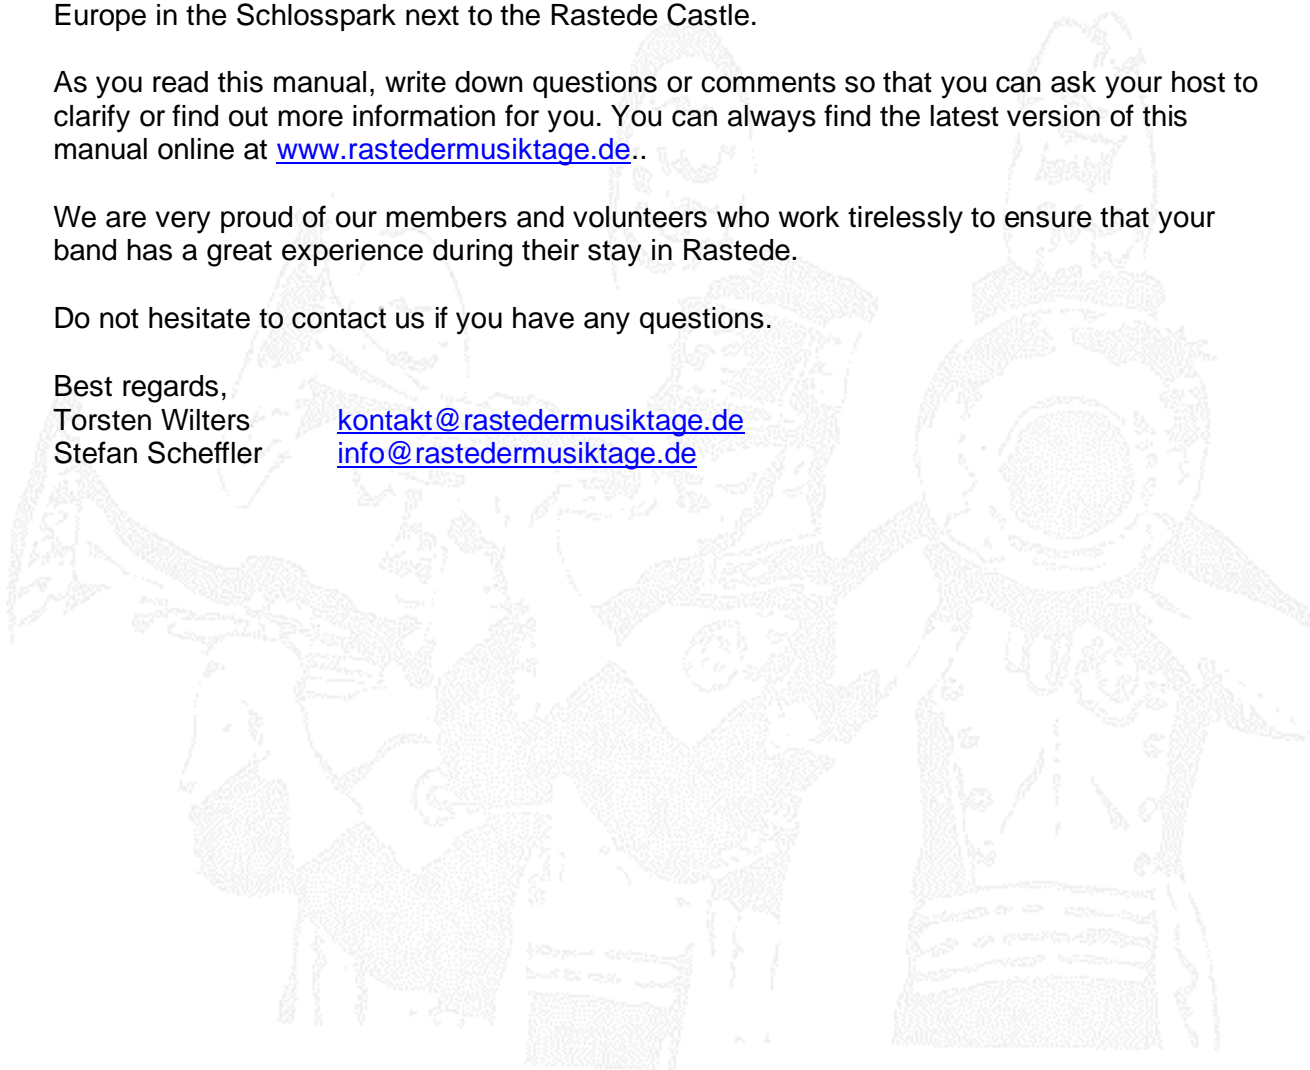 Europe in the Schlosspark next to the Rastede Castle.
As you read this manual, write down questions or comments so that you can ask your host to
clarify or find out more information for you. You can always find the latest version of this
manual online at www.rastedermusiktage.de..
We are very proud of our members and volunteers who work tirelessly to ensure that your
band has a great experience during their stay in Rastede.
Do not hesitate to contact us if you have any questions.
Best regards,
Torsten Wilters kontakt@rastedermusiktage.de
Stefan Scheffler info@rastedermusiktage.de